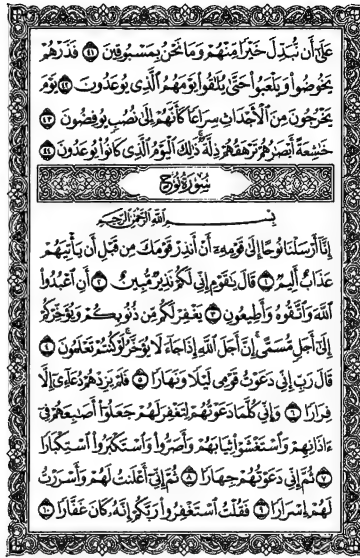 عَلَىٰٓ أَن نُّبَدِّلَ خَيْرًا مِّنْهُمْ وَمَا نَحْنُ بِمَسْبُوقِينَ ٤١ فَذَرْهُمْ
يَخُوضُوا۟ وَيَلْعَبُوا۟ حَتَّىٰ يُلَٰقُوا۟ يَوْمَهُمُ ٱلَّذِى يُوعَدُونَ ٤٢ يَوْمَ
يَخْرُجُونَ مِنَ ٱلْأَجْدَاثِ سِرَاعًا كَأَنَّهُمْ إِلَىٰ نُصُبٍ يُوفِضُونَ ٤٣
خَٰشِعَةً أَبْصَٰرُهُمْ تَرْهَقُهُمْ ذِلَّةٌ ذَٰلِكَ ٱلْيَوْمُ ٱلَّذِى كَانُوا۟ يُوعَدُونَ ٤٤
سُورَةُ نُوحٍ
بِسْمِ ٱللَّهِ ٱلرَّحْمَٰنِ ٱلرَّحِيمِ
إِنَّآ أَرْسَلْنَا نُوحًا إِلَىٰ قَوْمِهِۦٓ أَنْ أَنذِرْ قَوْمَكَ مِن قَبْلِ أَن يَأْتِيَهُمْ
عَذَابٌ أَلِيمٌ ١ قَالَ يَٰقَوْمِ إِنِّى لَكُمْ نَذِيرٌ مُّبِينٌ ٢ أَنِ ٱعْبُدُوا۟
ٱللَّهَ وَٱتَّقُوهُ وَأَطِيعُونِ ٣ يَغْفِرْ لَكُم مِّن ذُنُوبِكُمْ وَيُؤَخِّرْكُمْ
إِلَىٰٓ أَجَلٍ مُّسَمًّى إِنَّ أَجَلَ ٱللَّهِ إِذَا جَآءَ لَا يُؤَخَّرُ لَوْ كُنتُمْ تَعْلَمُونَ ٤
قَالَ رَبِّ إِنِّى دَعَوْتُ قَوْمِى لَيْلًا وَنَهَارًا ٥ فَلَمْ يَزِدْهُمْ دُعَآءِىٓ إِلَّا
فِرَارًا ٦ وَإِنِّى كُلَّمَا دَعَوْتُهُمْ لِتَغْفِرَ لَهُمْ جَعَلُوٓا۟ أَصَٰبِعَهُمْ فِىٓ
ءَاذَانِهِمْ وَٱسْتَغْشَوْا۟ ثِيَابَهُمْ وَأَصَرُّوا۟ وَٱسْتَكْبَرُوا۟ ٱسْتِكْبَارًا
٧ ثُمَّ إِنِّى دَعَوْتُهُمْ جِهَارًا ٨ ثُمَّ إِنِّىٓ أَعْلَنتُ لَهُمْ وَأَسْرَرْتُ
لَهُمْ إِسْرَارًا ٩ فَقُلْتُ ٱسْتَغْفِرُوا۟ رَبَّكُمْ إِنَّهُۥ كَانَ غَفَّارًا ١٠